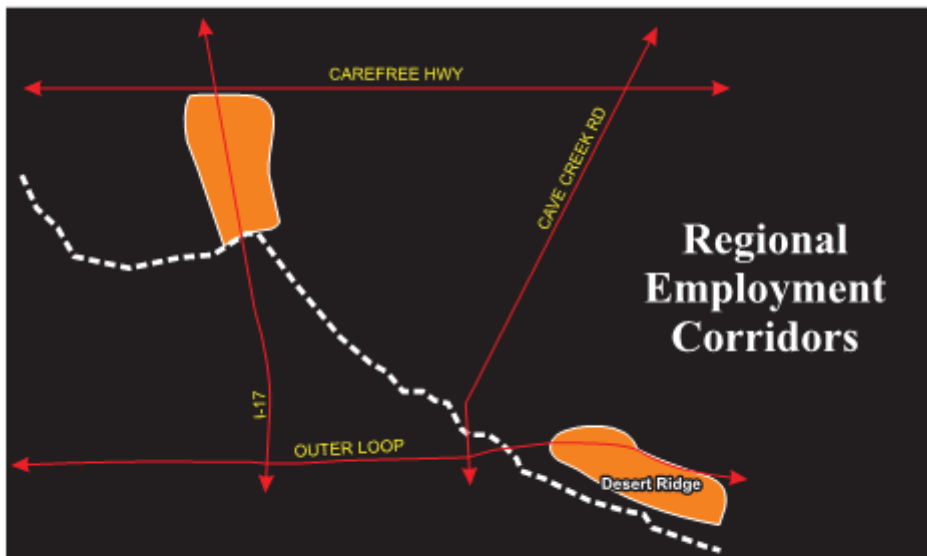 CAREFREE HWY
CAVE CREEK RD
Regional
Employment
Corridors
I-17
OUTER LOOP
Desert Ridge